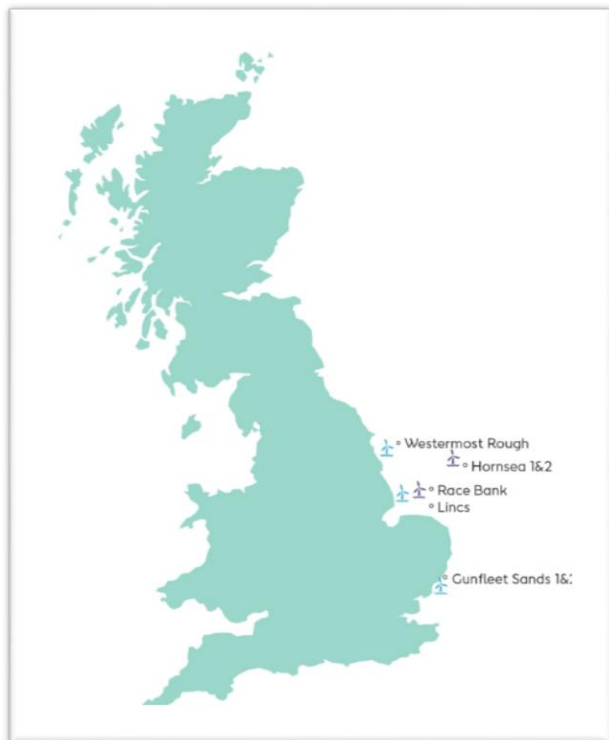 Westermost Rough
Hornsea 1&2
Race Bank
Lincs
Gunfleet Sands 1&